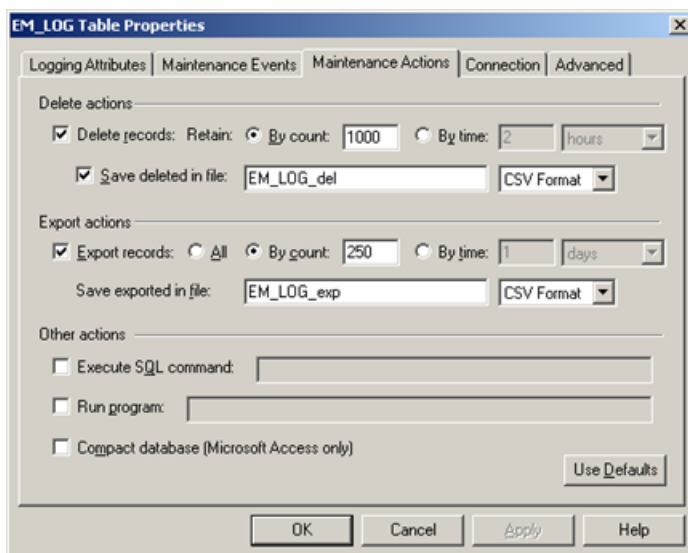 EM_LOG Table Properties
Logging Attributes Maintenance Events Maintenance Actions Connection Advanced
Delete actions
Delete records: Retain: By count: 1000 By time: 2 hours
Save deleted in file: EM_LOG_del CSV Format
Export actions
Export records: All By count: 250 By time: 1 days
Save exported in file: EM_LOG_exp CSV Format
Other actions
Execute SQL command:
Run program:
Compact database (Microsoft Access only)
Use Defaults
OK Cancel Apply Help